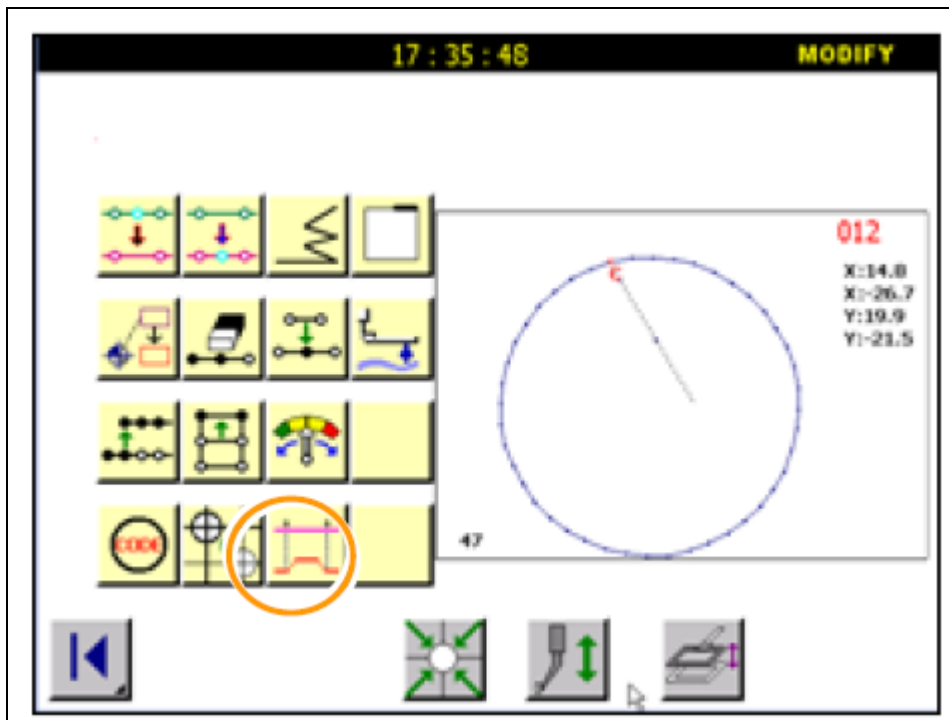 17 : 35 : 48 MODIFY
012
X:14.8
X:-26.7
Y:19.9
Y:-21.5
C
CODE
47